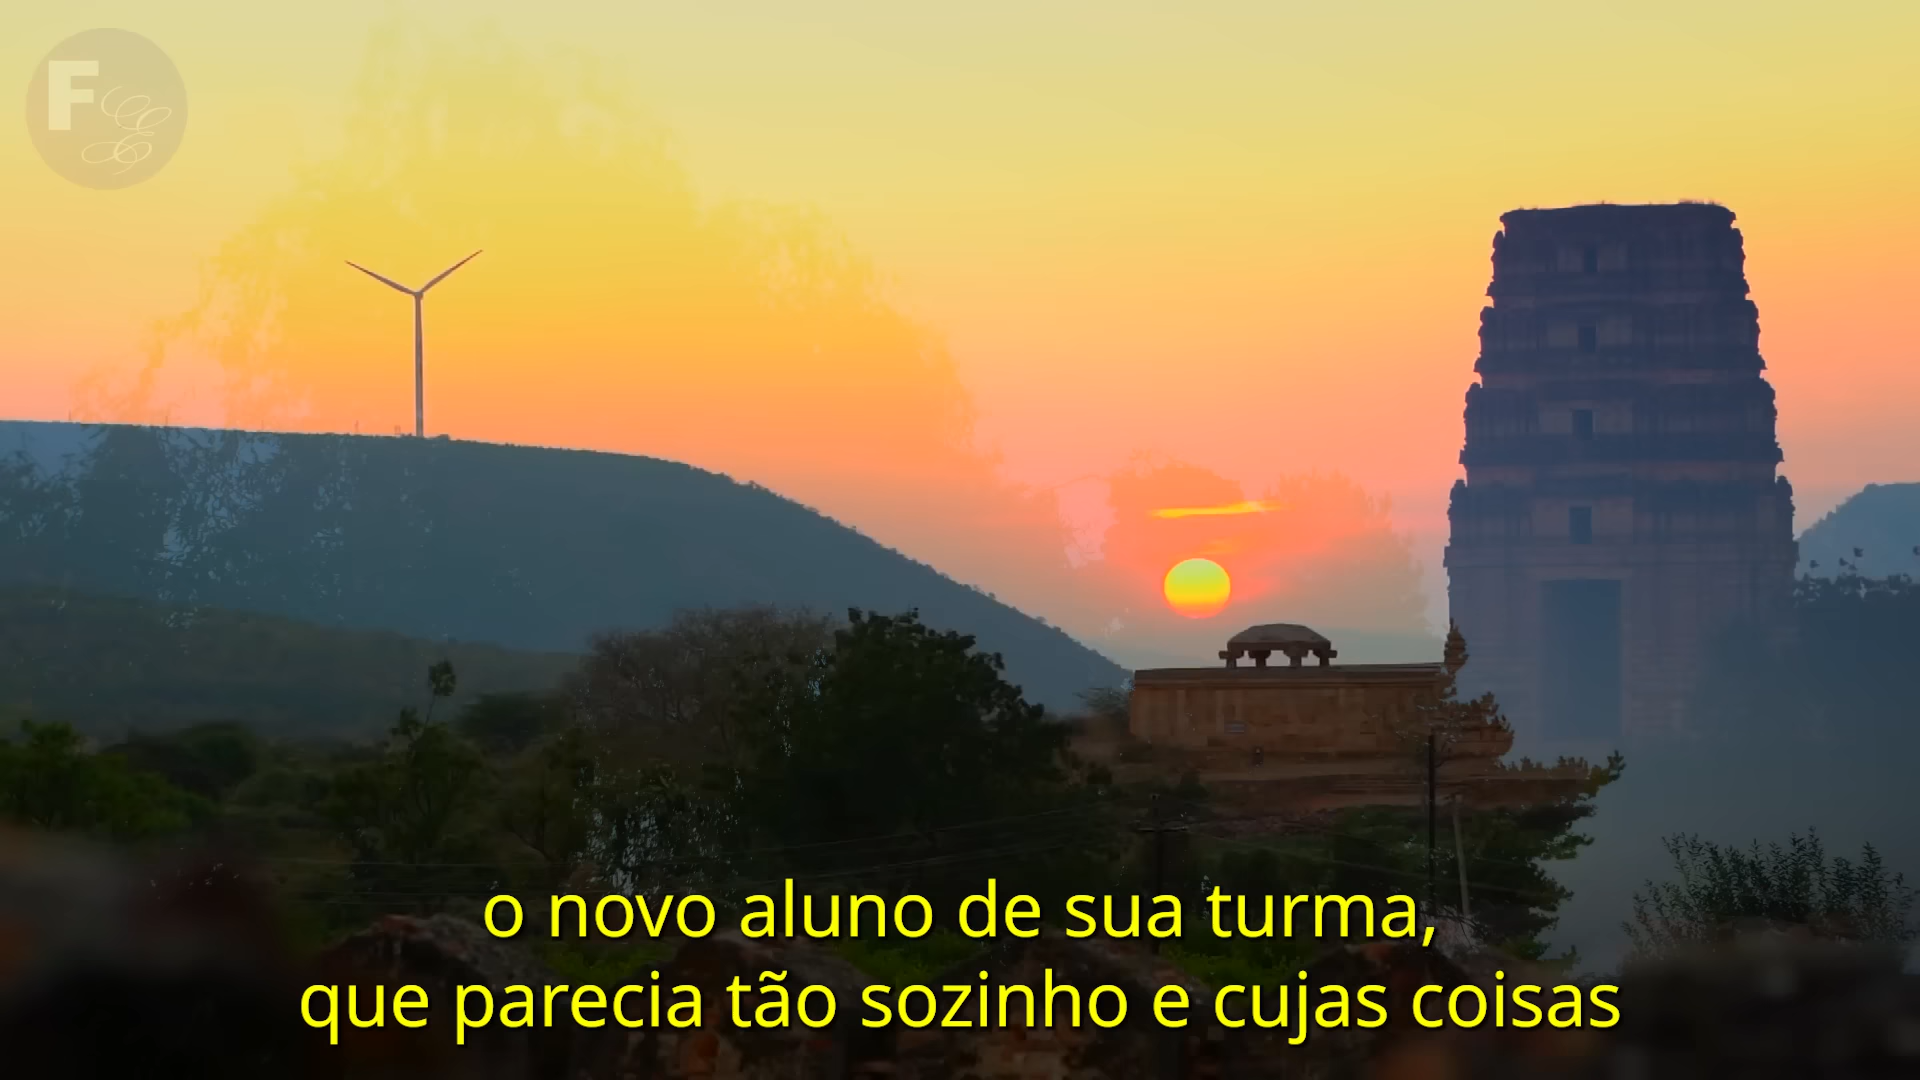 F
o novo aluno de sua turma,
que parecia tão sozinho e cujas coisas